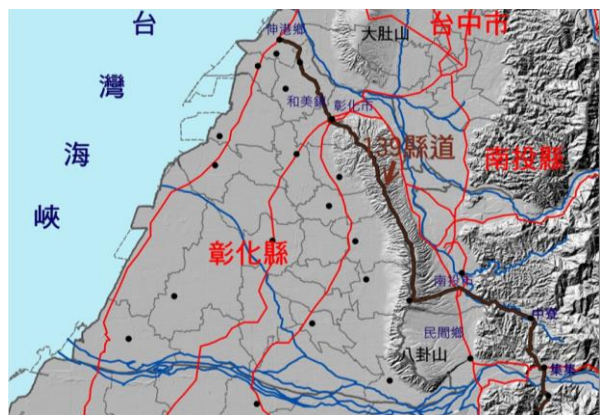 台灣海峽
伸港鄉
大肚山
台中市
和美鎮
彰化市
139縣道
南投縣
彰化縣
南投市
中寮
民間鄉
八卦山
集集